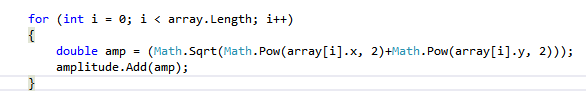 for (int i = 0; i < array.Length; i++)
{
    double amp = (Math.Sqrt(Math.Pow(array[i].x, 2)+Math.Pow(array[i].y, 2)));
    amplitude.Add(amp);
}